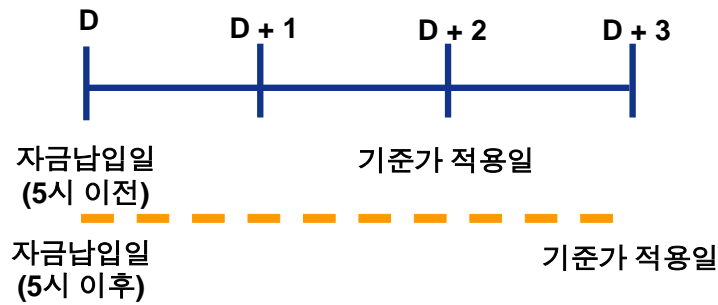 D
D + 1
D + 2
D + 3
자금납입일
(5시 이전)
기준가 적용일
자금납입일
(5시 이후)
기준가 적용일